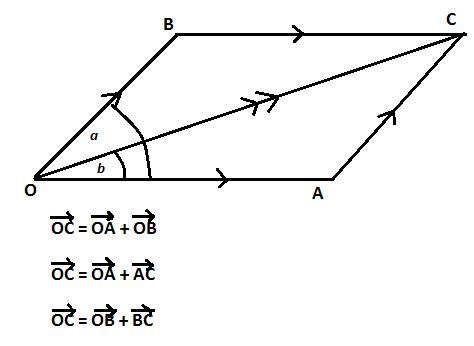 B
C
a
b
O
A
OC = OA + OB
OC = OA + AC
OC = OB + BC